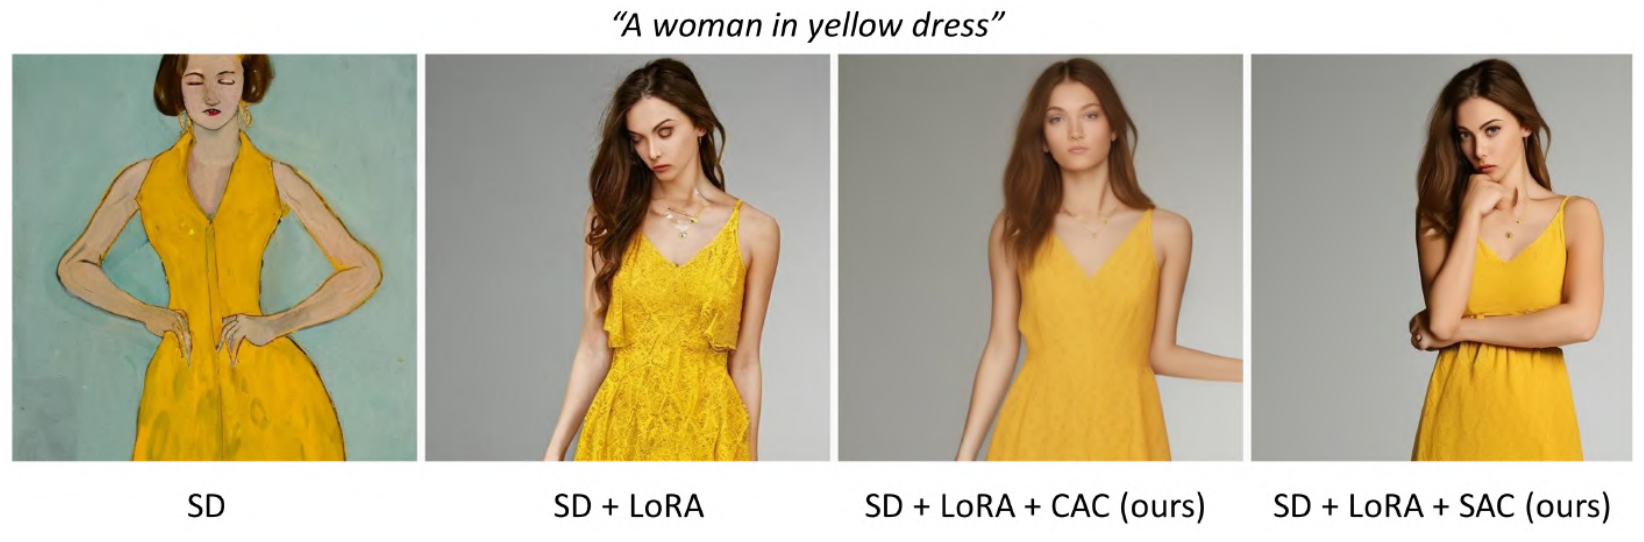 “A woman in yellow dress”
SD
SD + LoRA
SD + LoRA + CAC (ours)
SD + LoRA + SAC (ours)